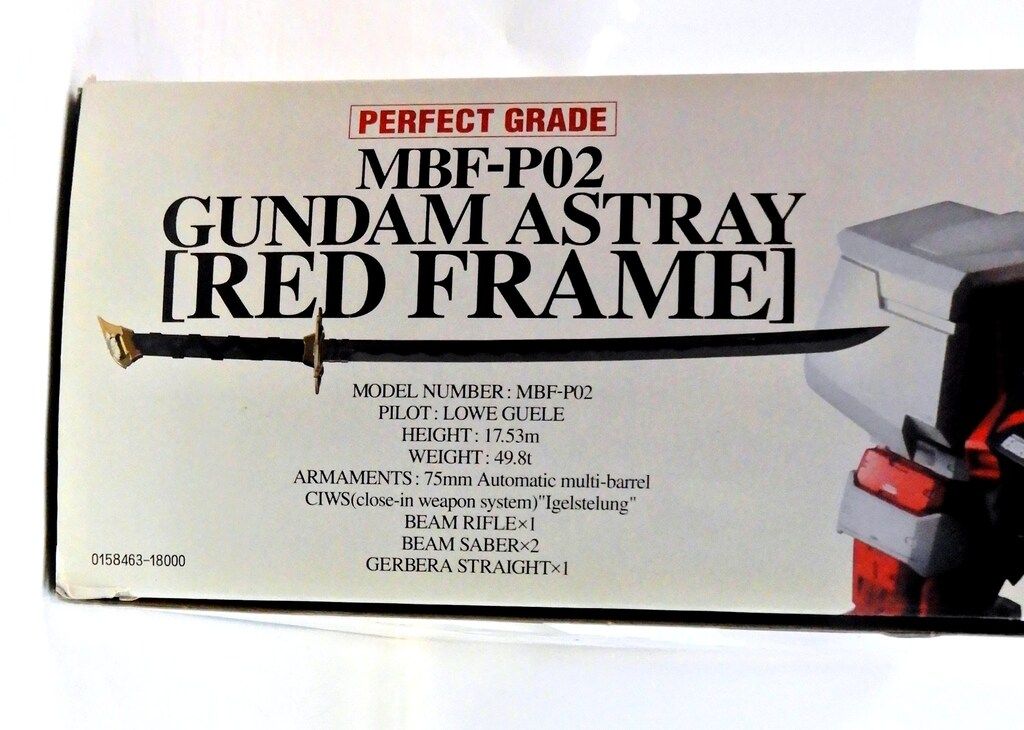 PERFECT GRADE
MBF-P02
GUNDAM ASTRAY
[RED FRAME]
MODEL NUMBER : MBF-P02
PILOT : LOWE GUELE
HEIGHT : 17.53m
WEIGHT : 49.8t
ARMAMENTS : 75mm Automatic multi-barrel
CIWS(close-in weapon system)"Igelstelung"
BEAM RIFLE×1
BEAM SABER×2
GERBERA STRAIGHT×1
0158463-18000